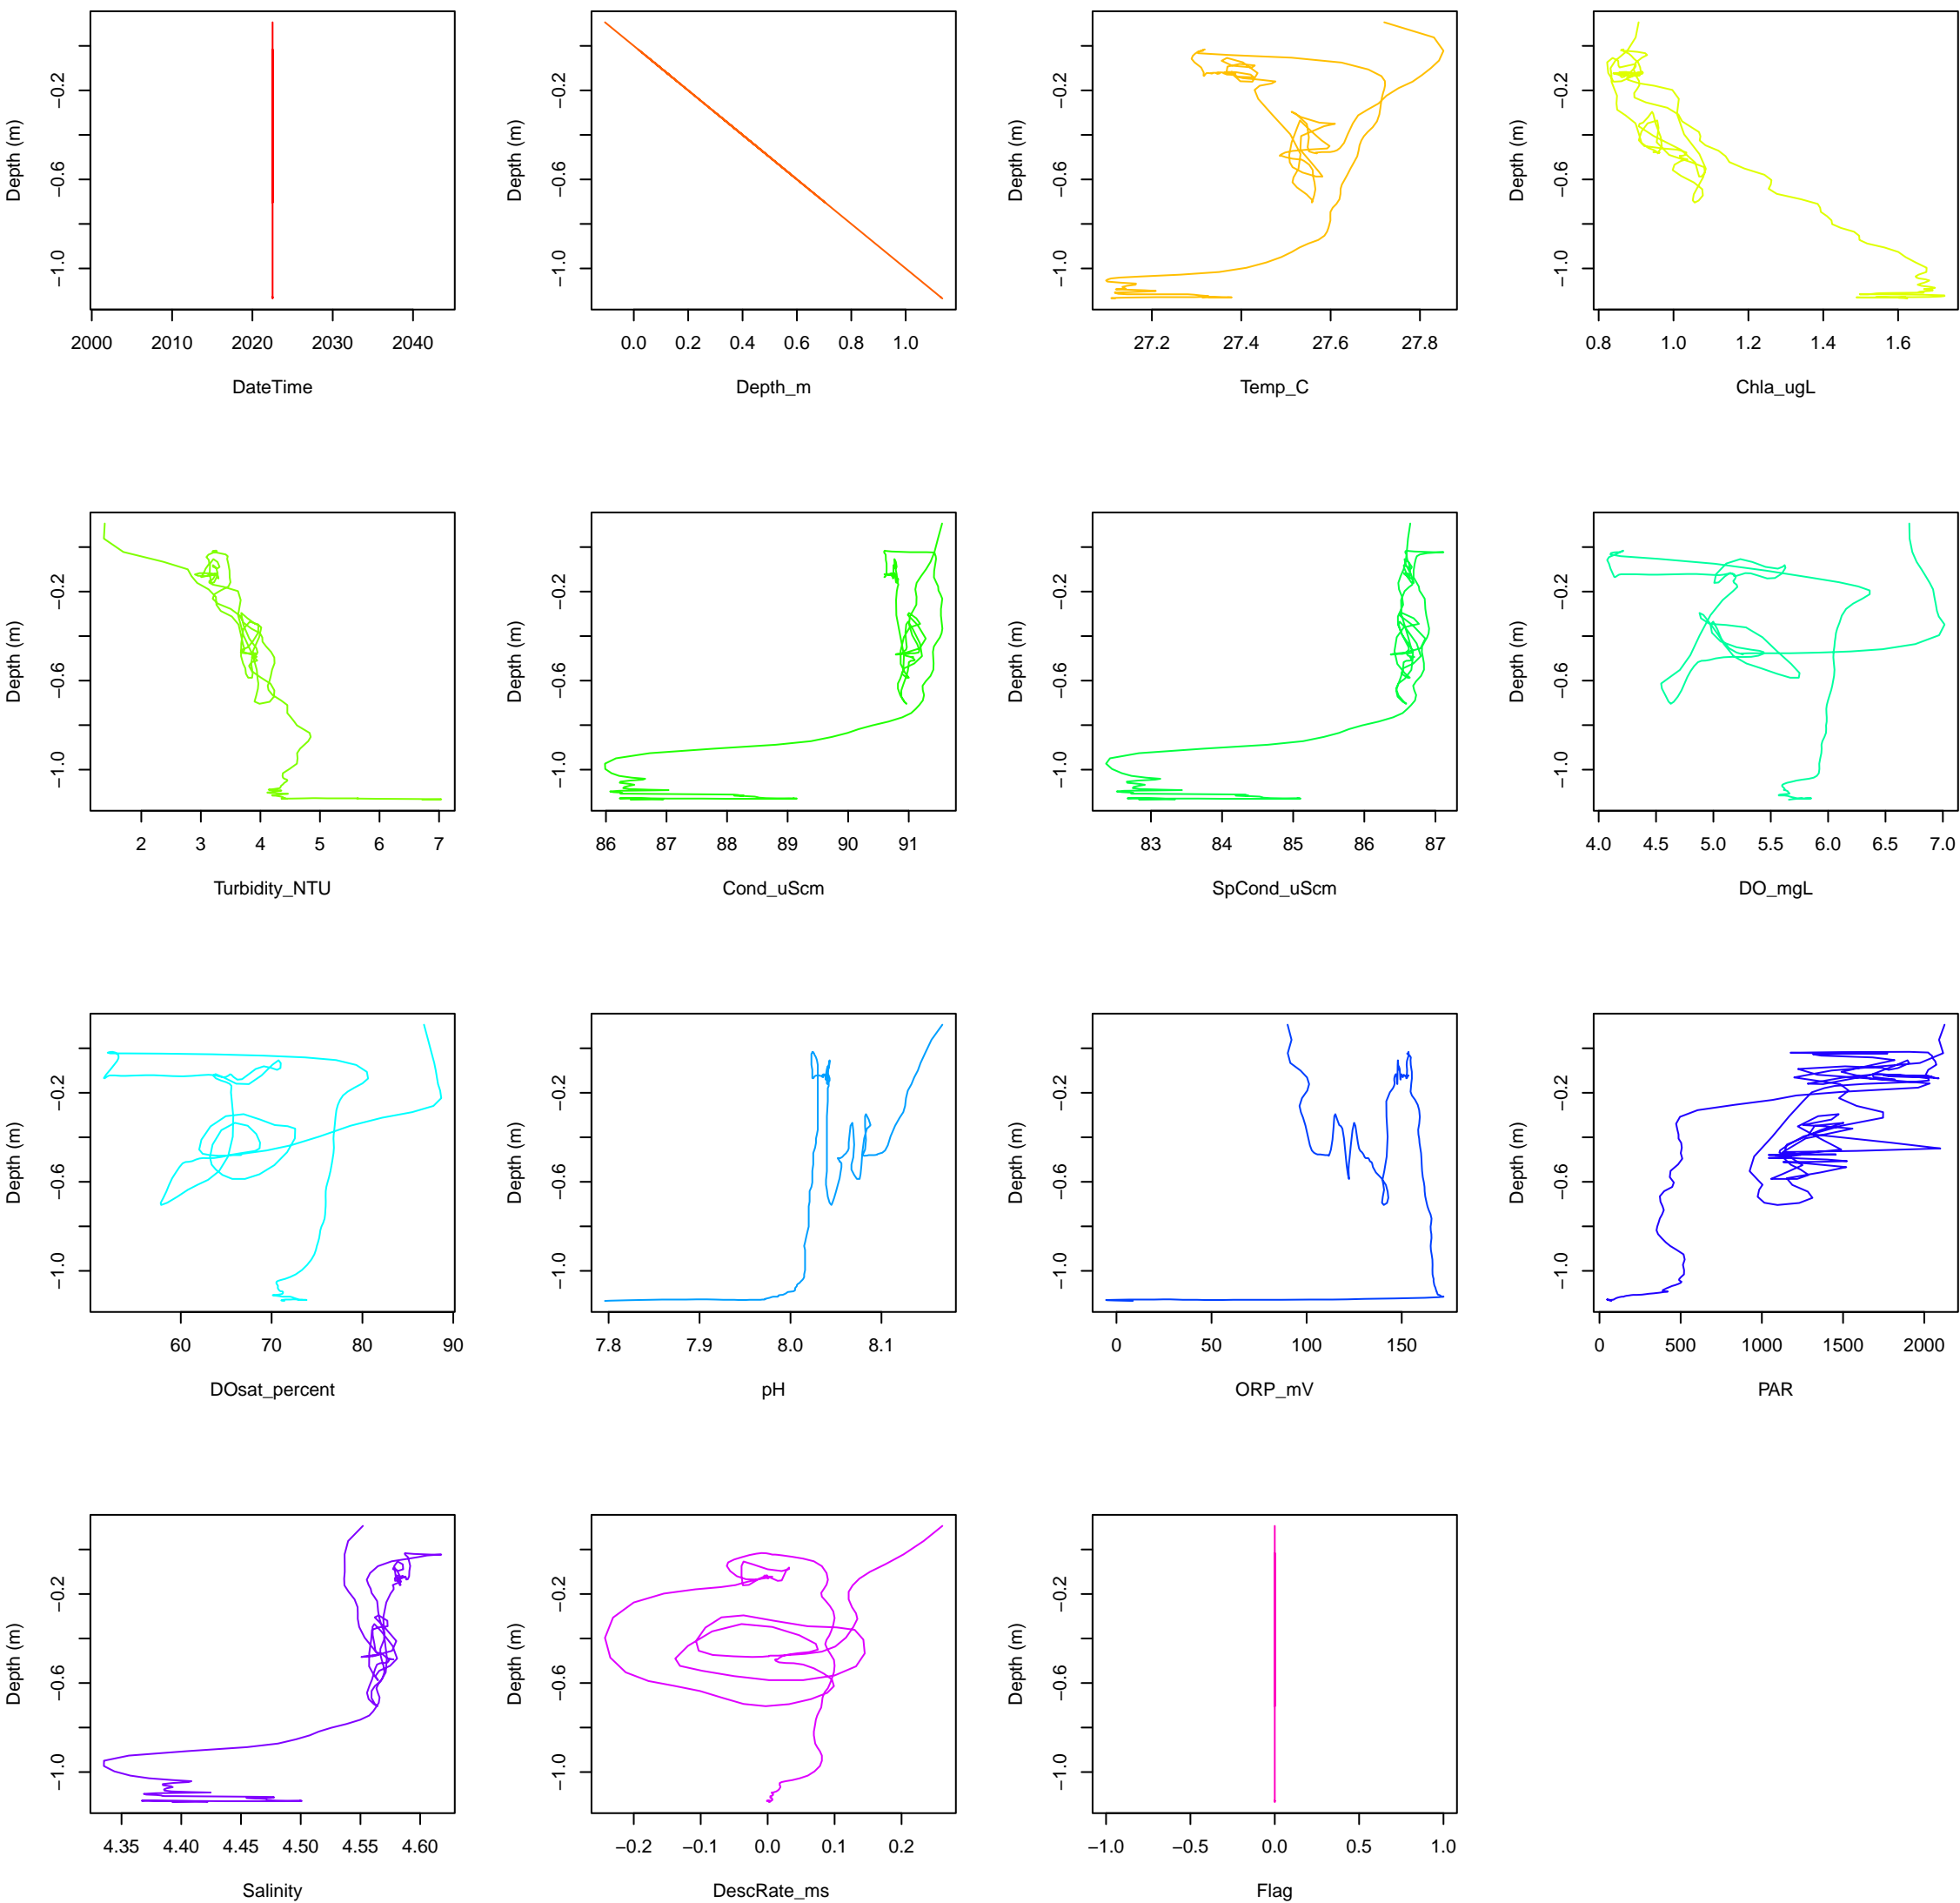 Depth (m)
−0.2
−0.6
−1.0
2000 2010 2020 2030 2040
DateTime
Depth (m)
−0.2
−0.6
−1.0
0.0 0.2 0.4 0.6 0.8 1.0
Depth_m
Depth (m)
−0.2
−0.6
−1.0
27.2 27.4 27.6 27.8
Temp_C
Depth (m)
−0.2
−0.6
−1.0
0.8 1.0 1.2 1.4 1.6
Chla_ugL
Depth (m)
−0.2
−0.6
−1.0
2 3 4 5 6 7
Turbidity_NTU
Depth (m)
−0.2
−0.6
−1.0
86 87 88 89 90 91
Cond_uScm
Depth (m)
−0.2
−0.6
−1.0
83 84 85 86 87
SpCond_uScm
Depth (m)
−0.2
−0.6
−1.0
4.0 4.5 5.0 5.5 6.0 6.5 7.0
DO_mgL
Depth (m)
−0.2
−0.6
−1.0
60 70 80 90
DOsat_percent
Depth (m)
−0.2
−0.6
−1.0
7.8 7.9 8.0 8.1
pH
Depth (m)
−0.2
−0.6
−1.0
0 50 100 150
ORP_mV
Depth (m)
−0.2
−0.6
−1.0
0 500 1000 1500 2000
PAR
Depth (m)
−0.2
−0.6
−1.0
4.35 4.40 4.45 4.50 4.55 4.60
Salinity
Depth (m)
−0.2
−0.6
−1.0
−0.2 −0.1 0.0 0.1 0.2
DescRate_ms
Depth (m)
−0.2
−0.6
−1.0
−1.0 −0.5 0.0 0.5 1.0
Flag